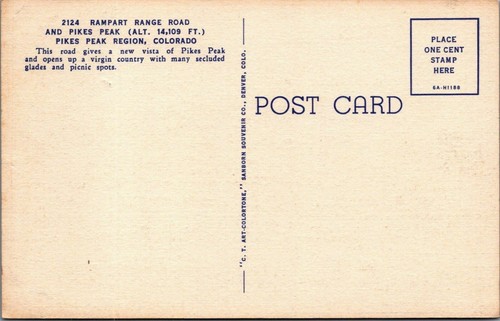 2124 RAMPART RANGE ROAD
AND PIKES PEAK (ALT. 14,109 FT.)
PIKES PEAK REGION, COLORADO
This road gives a new vista of Pikes Peak
and opens up a virgin country with many secluded
glades and picnic spots.
"C. T. ART-COLORTONE," SANBORN SOUVENIR CO., DENVER, COLO.
POST CARD
PLACE
ONE CENT
STAMP
HERE
6A-H1188